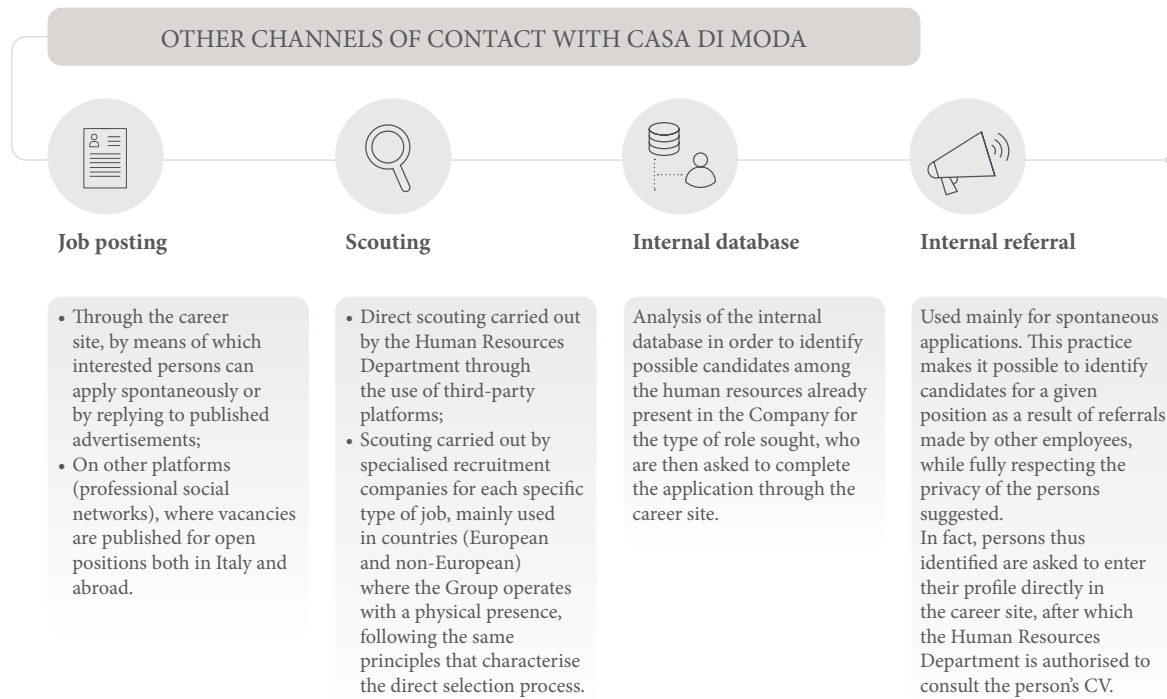 OTHER CHANNELS OF CONTACT WITH CASA DI MODA
Job posting
• Through the career
site, by means of which
interested persons can
apply spontaneously or
by replying to published
advertisements;
• On other platforms
(professional social
networks), where vacancies
are published for open
positions both in Italy and
abroad.
Scouting
• Direct scouting carried out
by the Human Resources
Department through
the use of third-party
platforms;
• Scouting carried out by
specialised recruitment
companies for each specific
type of job, mainly used
in countries (European
and non-European)
where the Group operates
with a physical presence,
following the same
principles that characterise
the direct selection process.
Internal database
Analysis of the internal
database in order to identify
possible candidates among
the human resources already
present in the Company for
the type of role sought, who
are then asked to complete
the application through the
career site.
Internal referral
Used mainly for spontaneous
applications. This practice
makes it possible to identify
candidates for a given
position as a result of referrals
made by other employees,
while fully respecting the
privacy of the persons
suggested.
In fact, persons thus
identified are asked to enter
their profile directly in
the career site, after which
the Human Resources
Department is authorised to
consult the person's CV.